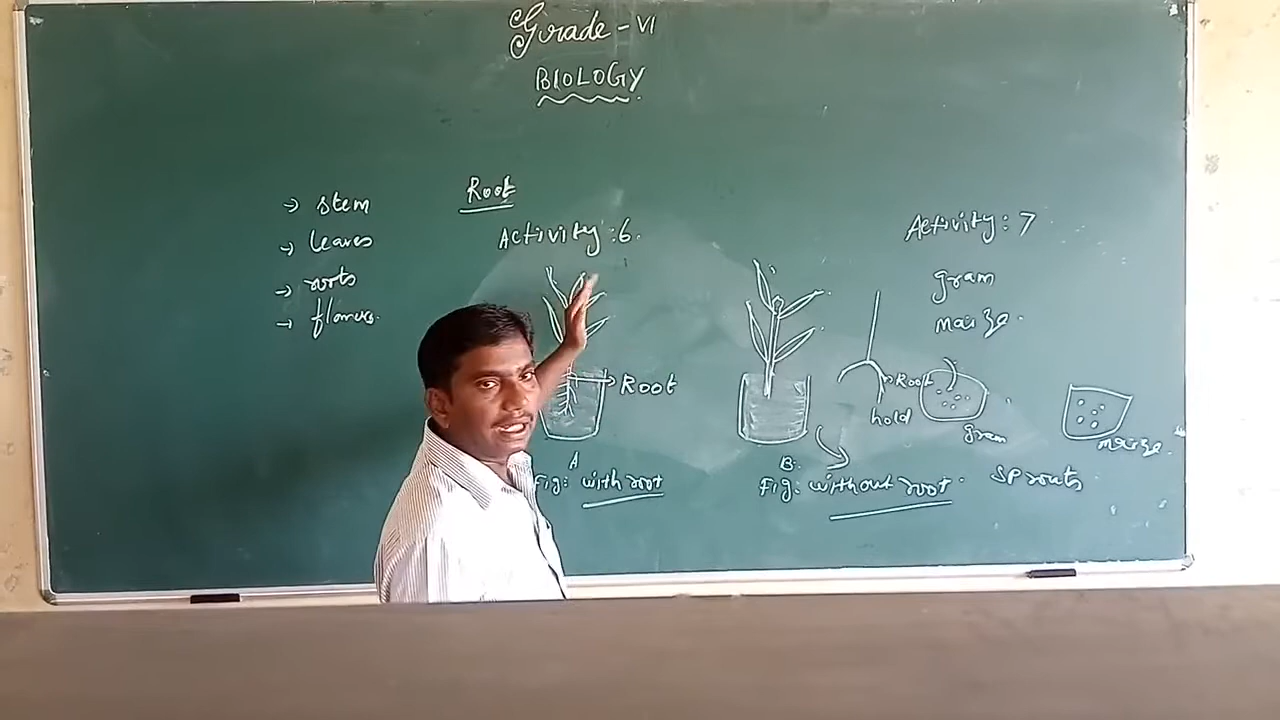 Grade - VI
BIOLOGY
→ stem
→ leaves
→ roots
→ flowers.
Root
Activity: 6.
Root
A
Fig: with root
Activity: 7
gram
maize.
Root
hold
gram
maize.
B.
Fig: without root.
sprouts